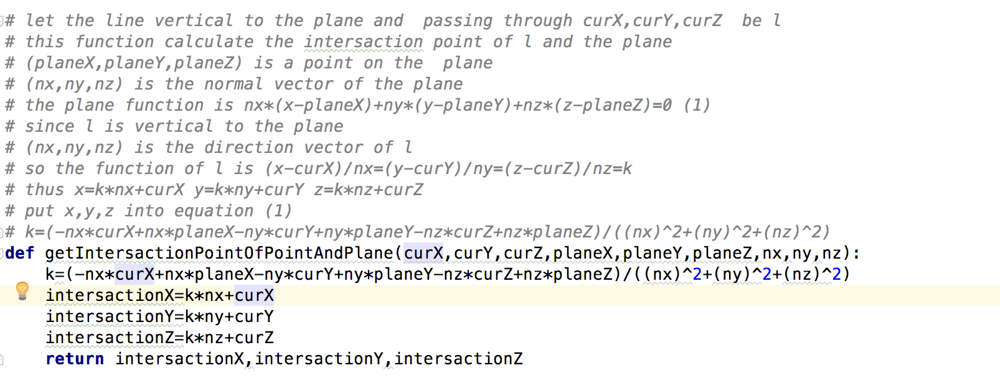 # let the line vertical to the plane and  passing through curX,curY,curZ  be l
# this function calculate the intersaction point of l and the plane
# (planeX,planeY,planeZ) is a point on the  plane
# (nx,ny,nz) is the normal vector of the plane
# the plane function is nx*(x-planeX)+ny*(y-planeY)+nz*(z-planeZ)=0 (1)
# since l is vertical to the plane
# (nx,ny,nz) is the direction vector of l
# so the function of l is (x-curX)/nx=(y-curY)/ny=(z-curZ)/nz=k
# thus x=k*nx+curX y=k*ny+curY z=k*nz+curZ
# put x,y,z into equation (1)
# k=(-nx*curX+nx*planeX-ny*curY+ny*planeY-nz*curZ+nz*planeZ)/((nx)^2+(ny)^2+(nz)^2)
def getIntersactionPointOfPointAndPlane(curX,curY,curZ,planeX,planeY,planeZ,nx,ny,nz):
    k=(-nx*curX+nx*planeX-ny*curY+ny*planeY-nz*curZ+nz*planeZ)/((nx)^2+(ny)^2+(nz)^2)
    intersactionX=k*nx+curX
    intersactionY=k*ny+curY
    intersactionZ=k*nz+curZ
    return intersactionX,intersactionY,intersactionZ